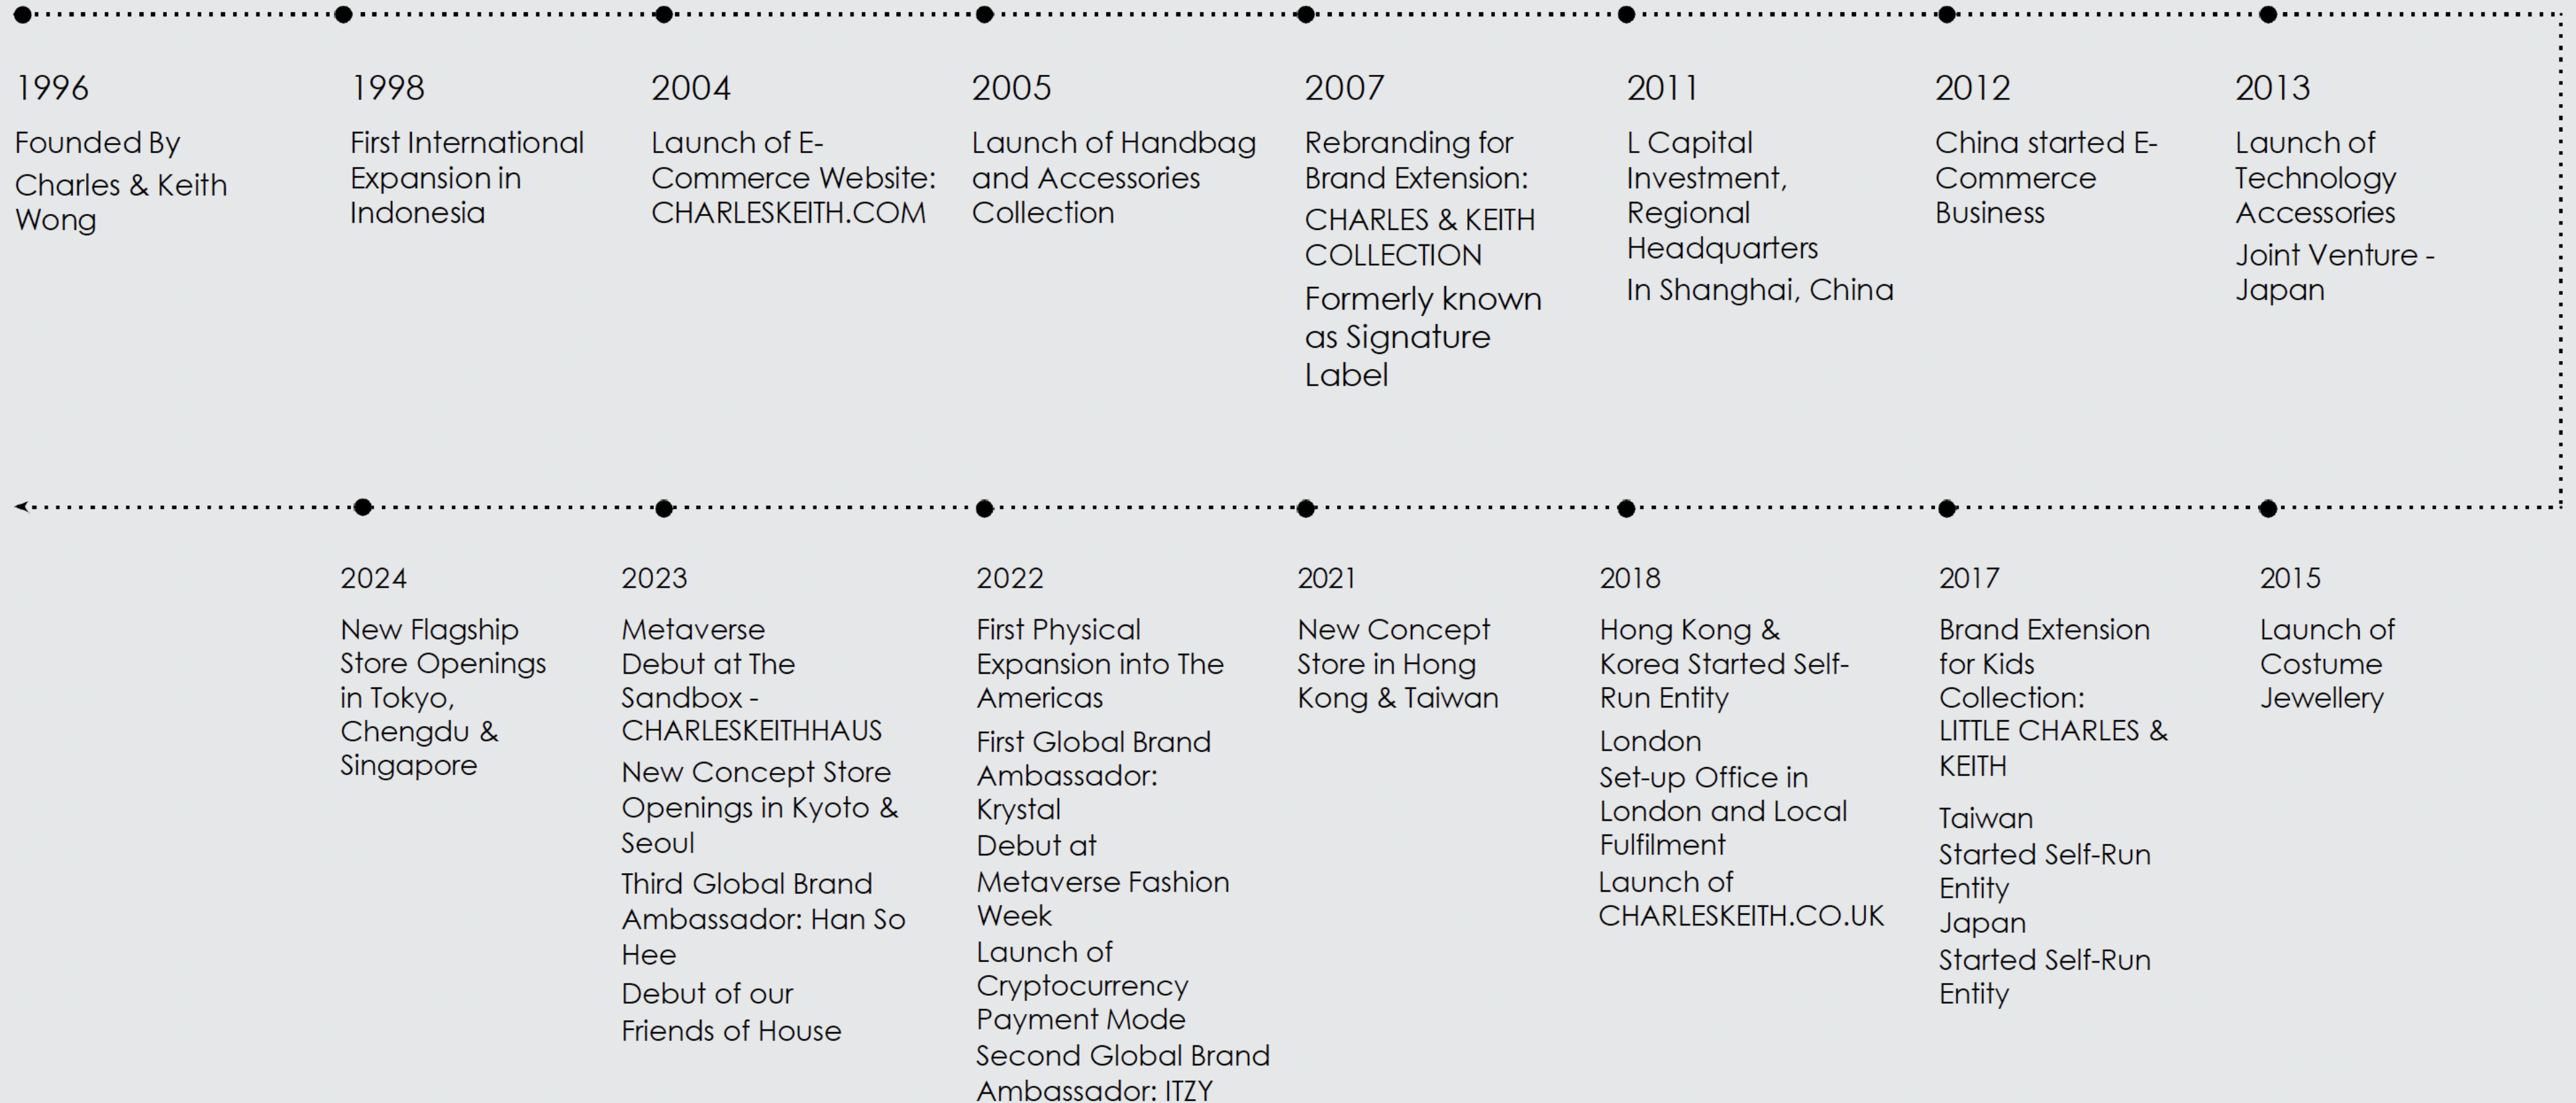 1996
Founded By
Charles & Keith
Wong
1998
First International
Expansion in
Indonesia
2004
Launch of E-
Commerce Website:
CHARLESKEITH.COM
2005
Launch of Handbag
and Accessories
Collection
2007
Rebranding for
Brand Extension:
CHARLES & KEITH
COLLECTION
Formerly known
as Signature
Label
2011
L Capital
Investment,
Regional
Headquarters
In Shanghai, China
2012
China started E-
Commerce
Business
2013
Launch of
Technology
Accessories
Joint Venture -
Japan
2015
Launch of
Costume
Jewellery
2017
Brand Extension
for Kids
Collection:
LITTLE CHARLES &
KEITH
Taiwan
Started Self-Run
Entity
Japan
Started Self-Run
Entity
2018
Hong Kong &
Korea Started Self-
Run Entity
London
Set-up Office in
London and Local
Fulfilment
Launch of
CHARLESKEITH.CO.UK
2021
New Concept
Store in Hong
Kong & Taiwan
2022
First Physical
Expansion into The
Americas
First Global Brand
Ambassador:
Krystal
Debut at
Metaverse Fashion
Week
Launch of
Cryptocurrency
Payment Mode
Second Global Brand
Ambassador: ITZY
2023
Metaverse
Debut at The
Sandbox -
CHARLESKEITHHAUS
New Concept Store
Openings in Kyoto &
Seoul
Third Global Brand
Ambassador: Han So
Hee
Debut of our
Friends of House
2024
New Flagship
Store Openings
in Tokyo,
Chengdu &
Singapore